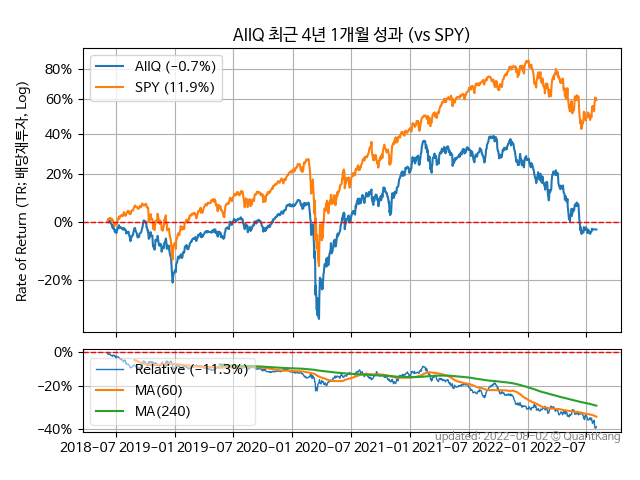 AIIQ 최근 4년 1개월 성과 (vs SPY)
AIIQ (−0.7%)
SPY (11.9%)
80%
60%
40%
20%
0%
−20%
Rate of Return (TR: 배당재투자, Log)
0%
−20%
−40%
Relative (−11.3%)
MA(60)
MA(240)
2018-07 2019-01 2019-07 2020-01 2020-07 2021-01 2021-07 2022-01 2022-07
updated: 2022-08-02 © QuantKang